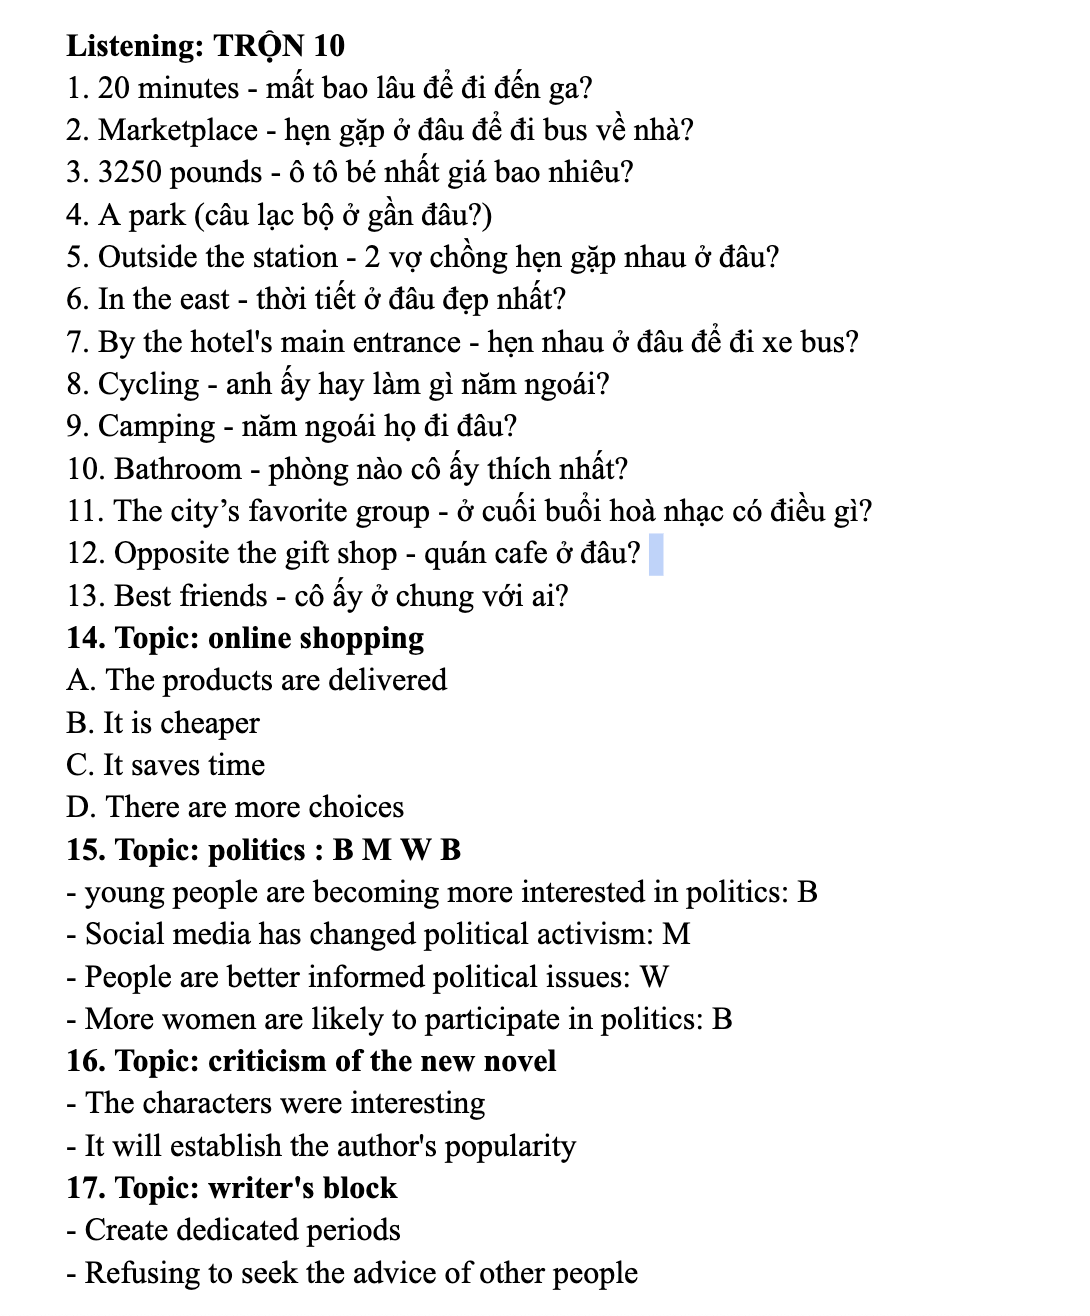 Listening: TRỘN 10
1. 20 minutes - mất bao lâu để đi đến ga?
2. Marketplace - hẹn gặp ở đâu để đi bus về nhà?
3. 3250 pounds - ô tô bé nhất giá bao nhiêu?
4. A park (câu lạc bộ ở gần đâu?)
5. Outside the station - 2 vợ chồng hẹn gặp nhau ở đâu?
6. In the east - thời tiết ở đâu đẹp nhất?
7. By the hotel's main entrance - hẹn nhau ở đâu để đi xe bus?
8. Cycling - anh ấy hay làm gì năm ngoái?
9. Camping - năm ngoái họ đi đâu?
10. Bathroom - phòng nào cô ấy thích nhất?
11. The city’s favorite group - ở cuối buổi hoà nhạc có điều gì?
12. Opposite the gift shop - quán cafe ở đâu?
13. Best friends - cô ấy ở chung với ai?
14. Topic: online shopping
A. The products are delivered
B. It is cheaper
C. It saves time
D. There are more choices
15. Topic: politics : B M W B
- young people are becoming more interested in politics: B
- Social media has changed political activism: M
- People are better informed political issues: W
- More women are likely to participate in politics: B
16. Topic: criticism of the new novel
- The characters were interesting
- It will establish the author's popularity
17. Topic: writer's block
- Create dedicated periods
- Refusing to seek the advice of other people